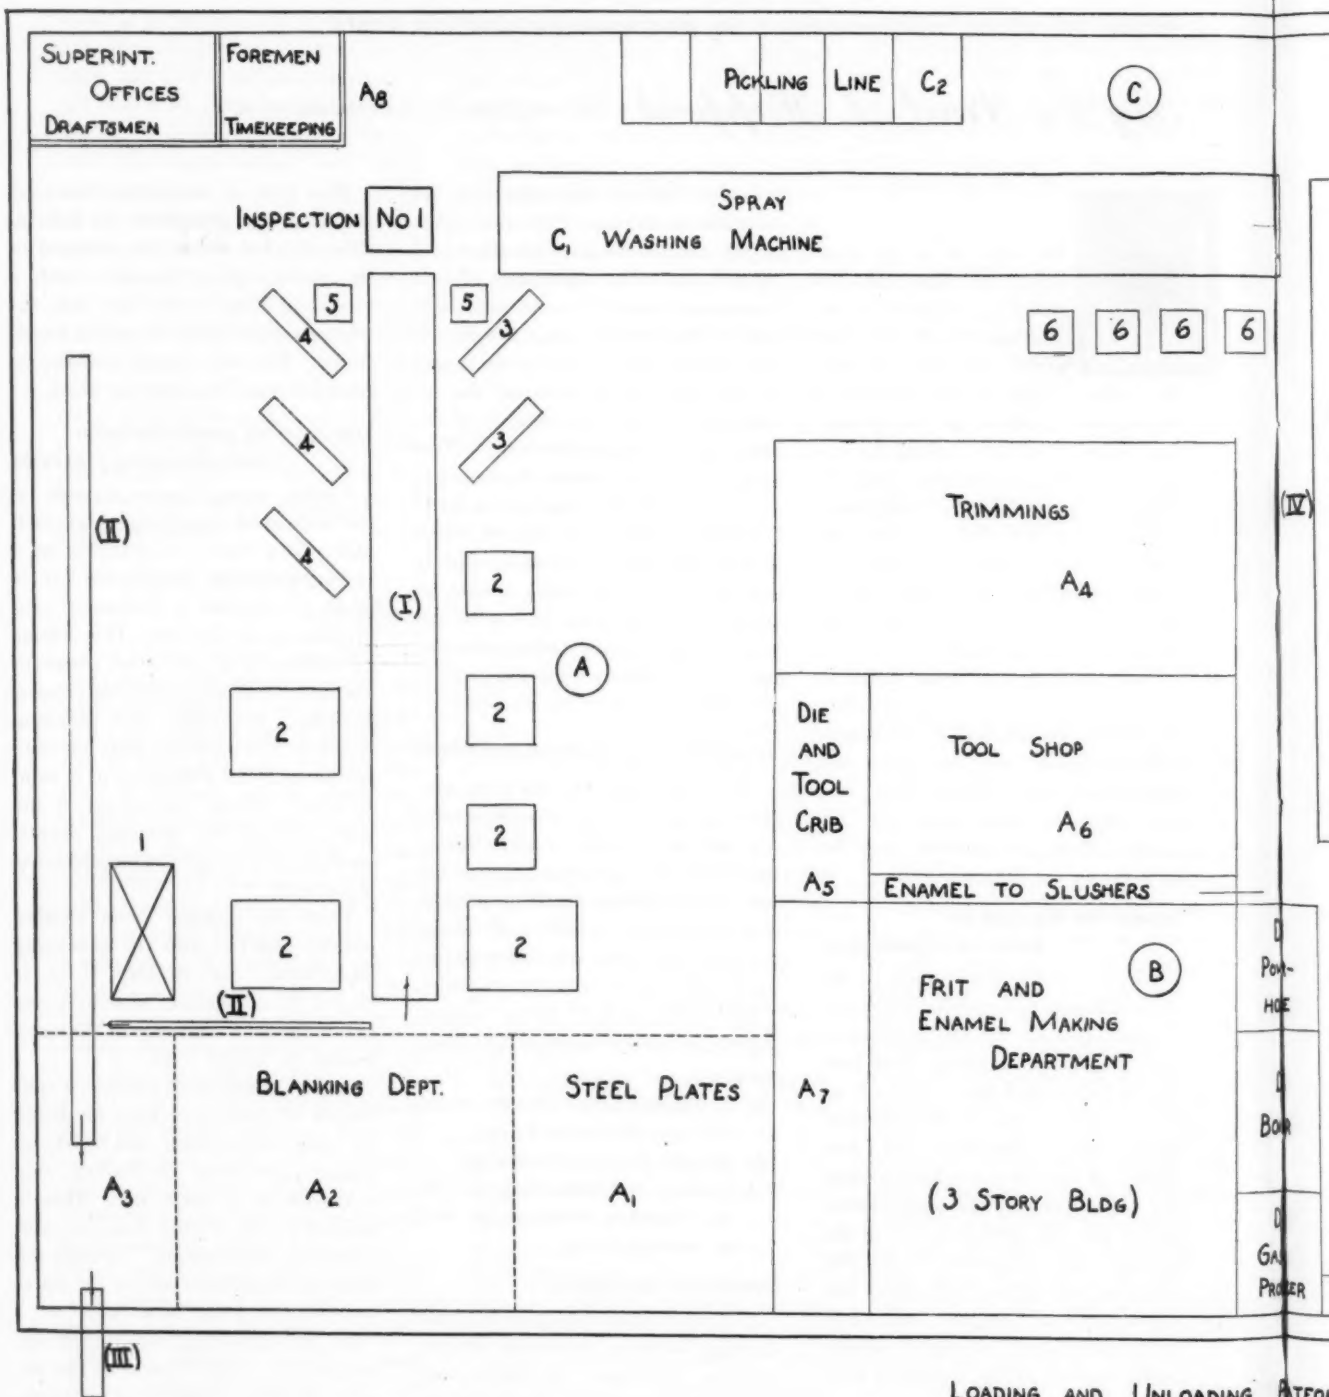 SUPERINT.
OFFICES
DRAFTSMEN
FOREMEN
TIMEKEEPING
A8
PICKLING LINE C2
C
INSPECTION No 1
SPRAY
C1 WASHING MACHINE
5
5
4
3
6 6 6 6
4
3
(II)
4
(I)
2
A
TRIMMINGS
A4
(IV)
2
2
DIE
AND
TOOL
CRIB
A5
TOOL SHOP
A6
2
1
ENAMEL TO SLUSHERS
2
2
(II)
B
FRIT AND
ENAMEL MAKING
DEPARTMENT
(3 STORY BLDG)
D
D
D
BLANKING DEPT.
STEEL PLATES
A7
A3
A2
A1
(III)
LOADING AND UNLOADING